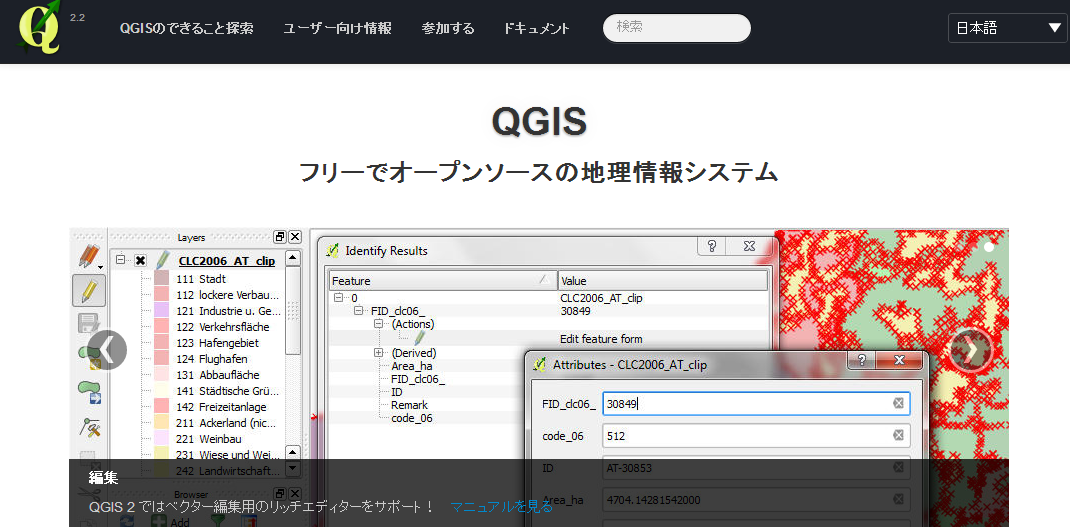 2.2
QGISのできること探索 ユーザー向け情報 参加する ドキュメント 検索 日本語
QGIS
フリーでオープンソースの地理情報システム
Layers
CLC2006_AT_clip
111 Stadt
112 lockere Verbau...
121 Industrie u. Ge...
122 Verkehrsfläche
123 Hafengebiet
124 Flughafen
131 Abbaufläche
141 Städtische Grü...
142 Freizeitanlage
211 Ackerland (nic...
221 Weinbau
231 Wiese und Wei...
242 Landwirtschaft...
Browser
Add
Identify Results
Feature Value
0 CLC2006_AT_clip
FID_clc06_ 30849
(Actions)
Edit feature form
(Derived)
Area_ha
FID_clc06_
ID
Remark
code_06
Attributes - CLC2006_AT_clip
FID_clc06_ 30849
code_06 512
ID AT-30853
Area_ha 4704.14281542000
編集
QGIS 2 ではベクター編集用のリッチエディターをサポート！ マニュアルを見る